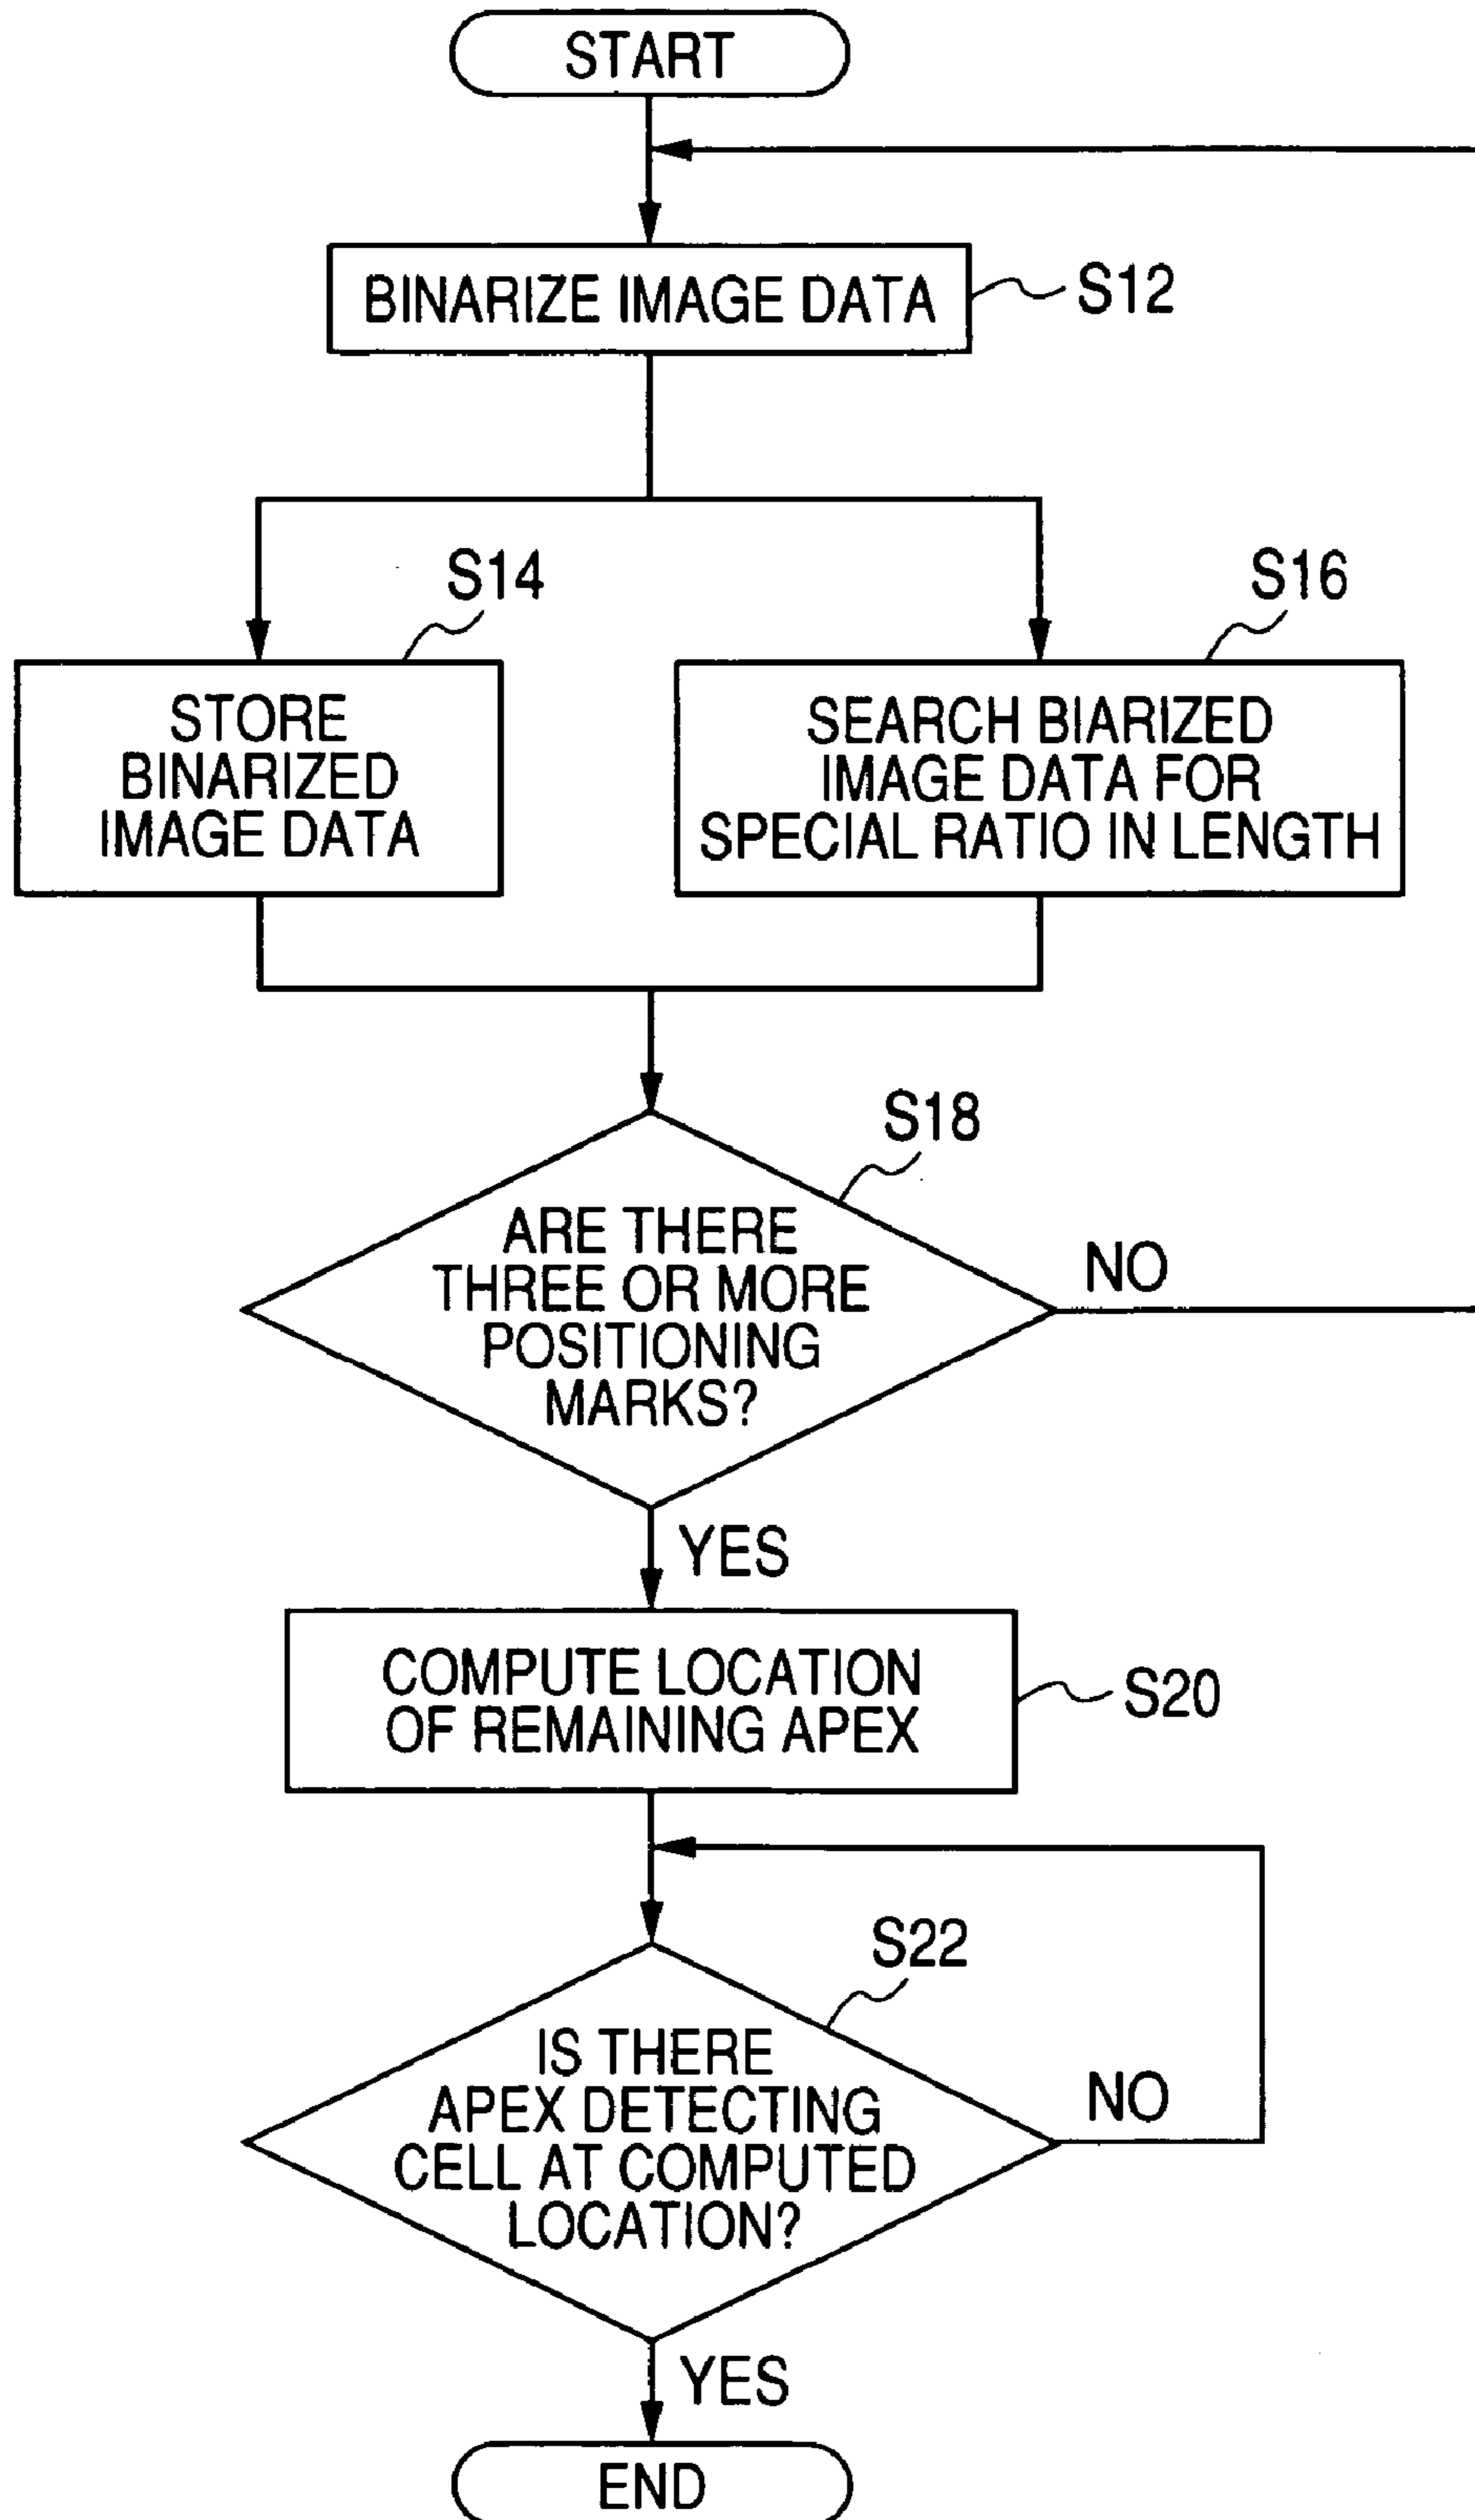 START
BINARIZE IMAGE DATA
S12
S14
S16
STORE
BINARIZED
IMAGE DATA
SEARCH BIARIZED
IMAGE DATA FOR
SPECIAL RATIO IN LENGTH
S18
ARE THERE
THREE OR MORE
POSITIONING
MARKS?
NO
YES
COMPUTE LOCATION
OF REMAINING APEX
S20
S22
IS THERE
APEX DETECTING
CELL AT COMPUTED
LOCATION?
NO
YES
END